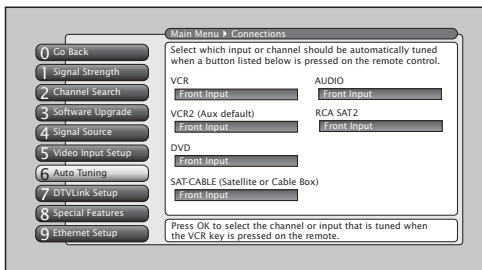 Main Menu ▸ Connections
0 Go Back
1 Signal Strength
2 Channel Search
3 Software Upgrade
4 Signal Source
5 Video Input Setup
6 Auto Tuning
7 DTVLink Setup
8 Special Features
9 Ethernet Setup
Select which input or channel should be automatically tuned
when a button listed below is pressed on the remote control.
VCR
Front Input
VCR2 (Aux default)
Front Input
DVD
Front Input
SAT-CABLE (Satellite or Cable Box)
Front Input
AUDIO
Front Input
RCA SAT2
Front Input
Press OK to select the channel or input that is tuned when
the VCR key is pressed on the remote.